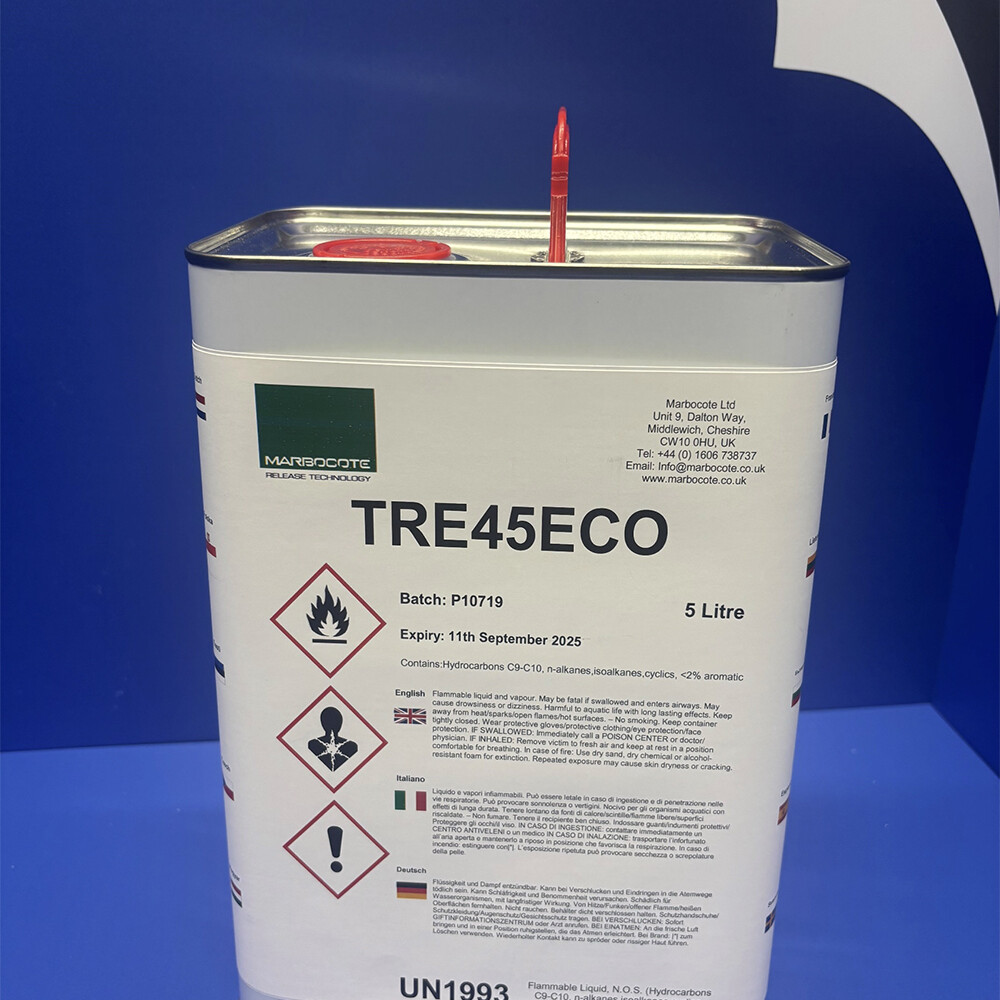 MARBOCOTE
RELEASE TECHNOLOGY
Marbocote Ltd
Unit 9, Dalton Way,
Middlewich, Cheshire
CW10 0HU, UK
Tel: +44 (0) 1606 738737
Email: Info@marbocote.co.uk
www.marbocote.co.uk
TRE45ECO
Batch: P10719
5 Litre
Expiry: 11th September 2025
Contains:Hydrocarbons C9-C10, n-alkanes,isoalkanes,cyclics, <2% aromatic
English
Flammable liquid and vapour. May be fatal if swallowed and enters airways. May
cause drowsiness or dizziness. Harmful to aquatic life with long lasting effects. Keep
away from heat/sparks/open flames/hot surfaces. – No smoking. Keep container
tightly closed. Wear protective gloves/protective clothing/eye protection/face
protection. IF SWALLOWED: Immediately call a POISON CENTER or doctor/
physician. IF INHALED: Remove victim to fresh air and keep at rest in a position
comfortable for breathing. In case of fire: Use dry sand, dry chemical or alcohol-
resistant foam for extinction. Repeated exposure may cause skin dryness or cracking.
Italiano
Liquido e vapori infiammabili. Può essere letale in caso di ingestione e di penetrazione nelle
vie respiratorie. Può provocare sonnolenza o vertigini. Nocivo per gli organismi acquatici con
effetti di lunga durata. Tenere lontano da fonti di calore/scintille/fiamme libere/superfici
riscaldate. – Non fumare. Tenere il recipiente ben chiuso. Indossare guanti/indumenti protettivi/
Proteggere gli occhi/il viso. IN CASO DI INGESTIONE: contattare immediatamente un
CENTRO ANTIVELENI o un medico IN CASO DI INALAZIONE: trasportare l'infortunato
all'aria aperta e mantenerlo a riposo in posizione che favorisca la respirazione. In caso di
incendio: estinguere con[*]. L'esposizione ripetuta può provocare secchezza o screpolature
della pelle.
Deutsch
Flüssigkeit und Dampf entzündbar. Kann bei Verschlucken und Eindringen in die Atemwege
tödlich sein. Kann Schläfrigkeit und Benommenheit verursachen. Schädlich für
Wasserorganismen, mit langfristiger Wirkung. Von Hitze/Funken/offener Flamme/heißen
Oberflächen fernhalten. Nicht rauchen. Behälter dicht verschlossen halten. Schutzhandschuhe/
Schutzkleidung/Augenschutz/Gesichtsschutz tragen. BEI VERSCHLUCKEN: Sofort
GIFTINFORMATIONSZENTRUM oder Arzt anrufen. BEI EINATMEN: An die frische Luft
bringen und in einer Position ruhigstellen, die das Atmen erleichtert. Bei Brand: [*] zum
Löschen verwenden. Wiederholter Kontakt kann zu spröder oder rissiger Haut führen.
UN1993
Flammable Liquid, N.O.S. (Hydrocarbons
C9-C10, n-alkanes